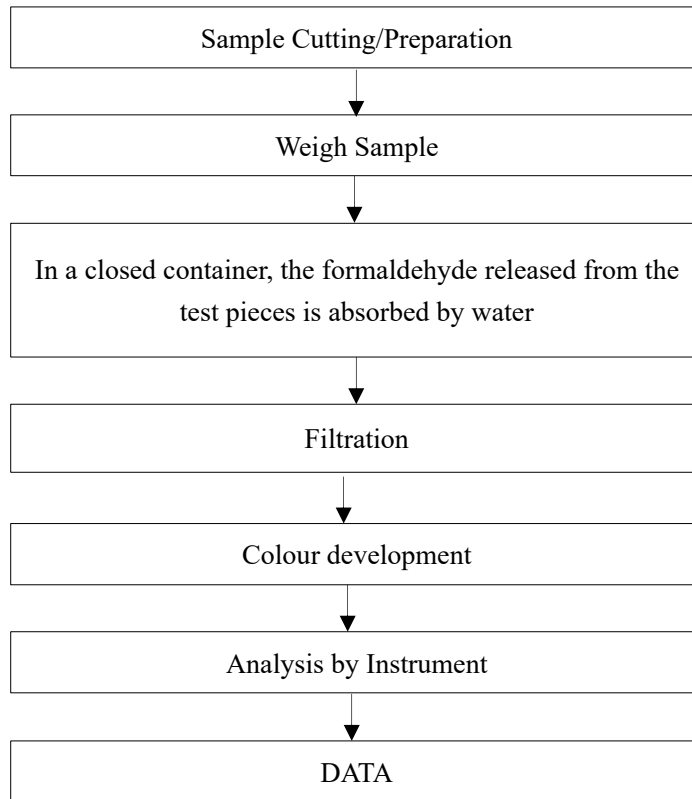 Sample Cutting/Preparation
Weigh Sample
In a closed container, the formaldehyde released from the
test pieces is absorbed by water
Filtration
Colour development
Analysis by Instrument
DATA